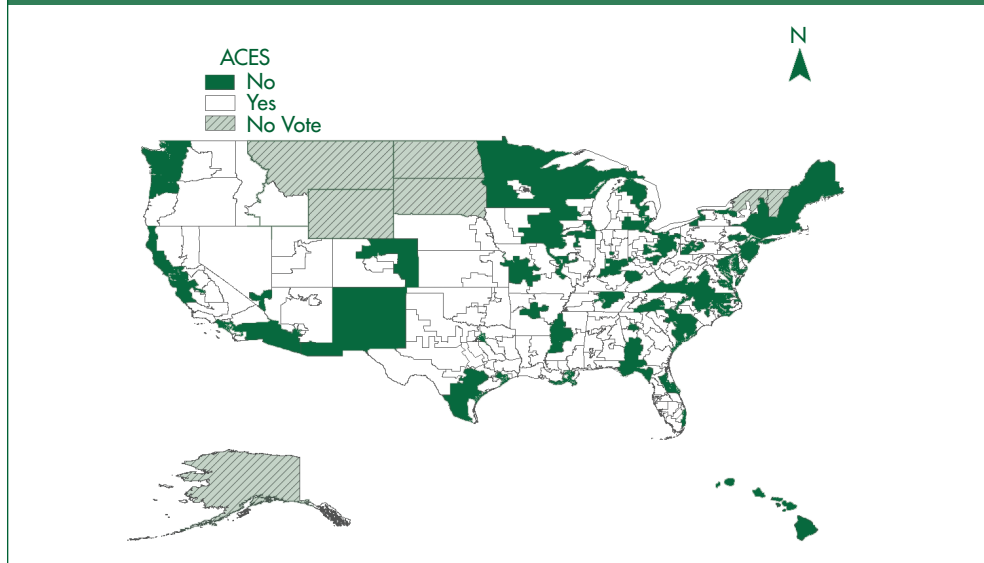 ACES
No
Yes
No Vote
N